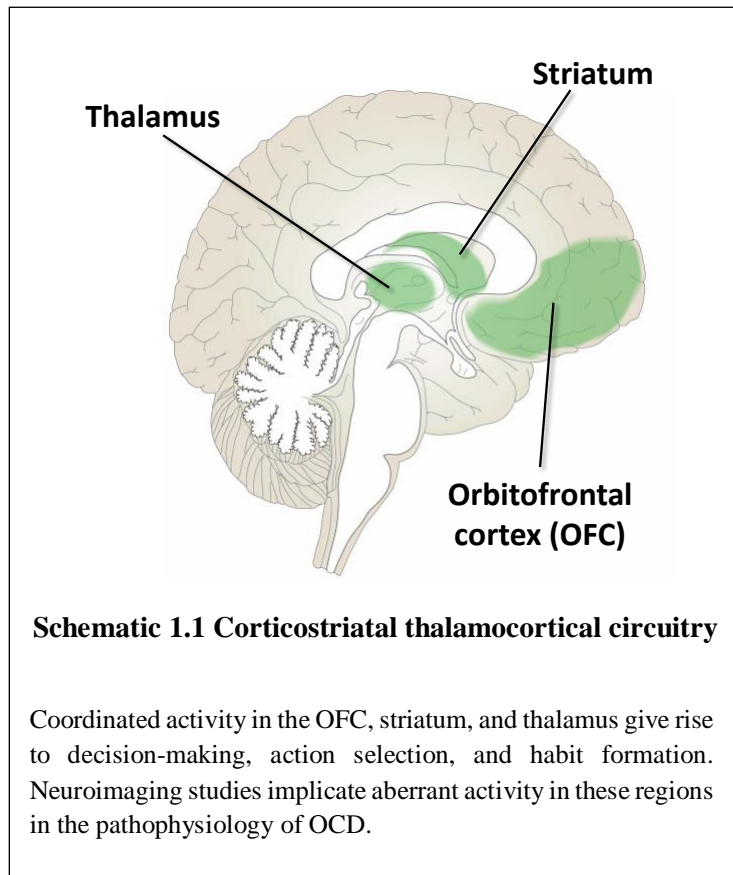 Striatum
Thalamus
Orbitofrontal
cortex (OFC)
Schematic 1.1 Corticostriatal thalamocortical circuitry
Coordinated activity in the OFC, striatum, and thalamus give rise
to decision-making, action selection, and habit formation.
Neuroimaging studies implicate aberrant activity in these regions
in the pathophysiology of OCD.